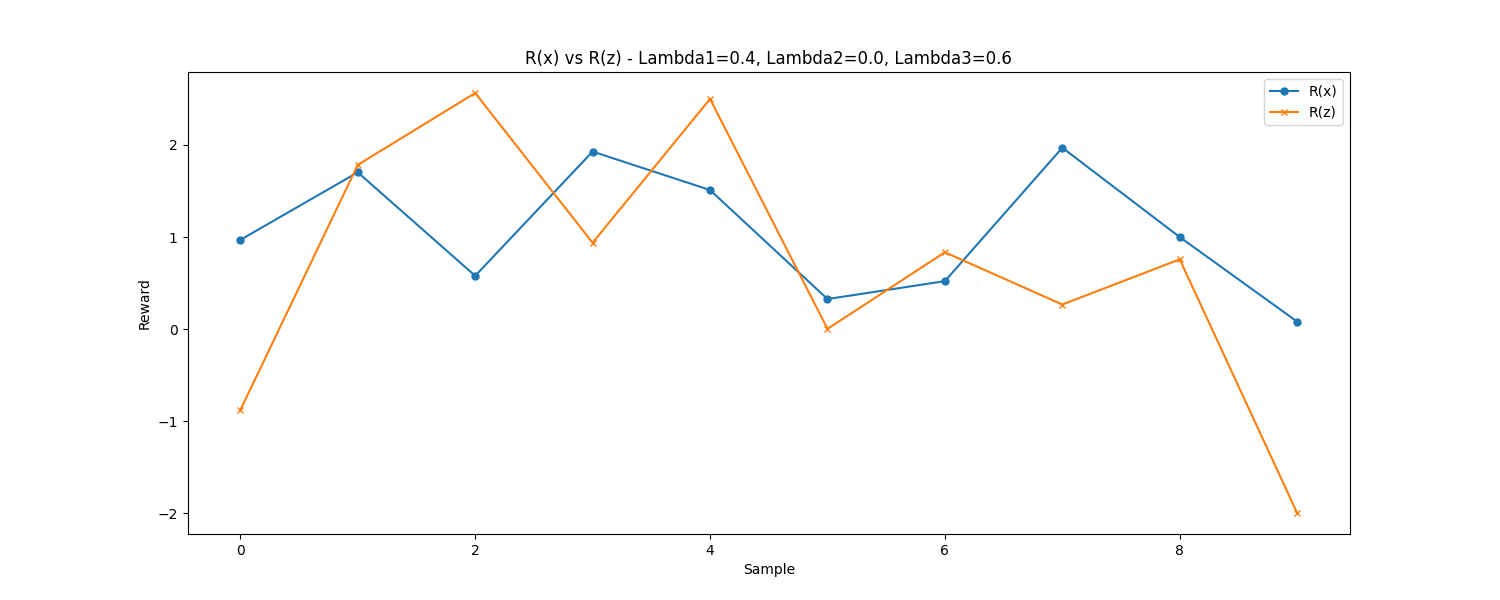 R(x) vs R(z) - Lambda1=0.4, Lambda2=0.0, Lambda3=0.6
R(x)
R(z)
2
1
0
−1
−2
Reward
0 2 4 6 8
Sample